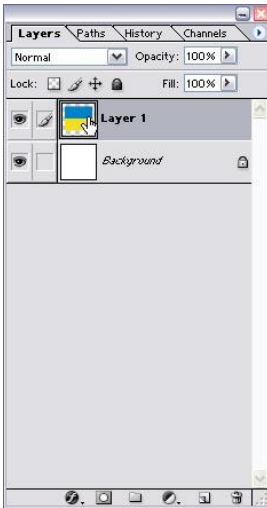 Layers Paths History Channels
Normal Opacity: 100%
Lock: Fill: 100%
Layer 1
Background